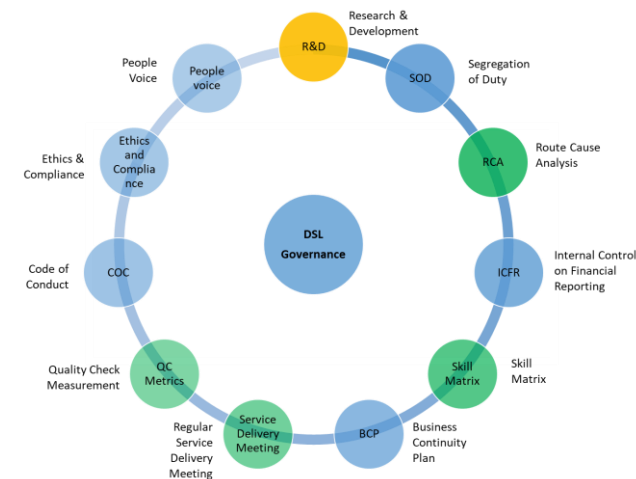 Research &
Development
R&D
SOD
Segregation
of Duty
RCA
Route Cause
Analysis
ICFR
Internal Control
on Financial
Reporting
Skill
Matrix
Skill
Matrix
BCP
Business
Continuity
Plan
Service
Delivery
Meeting
Regular
Service
Delivery
Meeting
QC
Metrics
Quality Check
Measurement
COC
Code of
Conduct
Ethics
and
Complia
nce
Ethics &
Compliance
People
voice
People
Voice
DSL
Governance